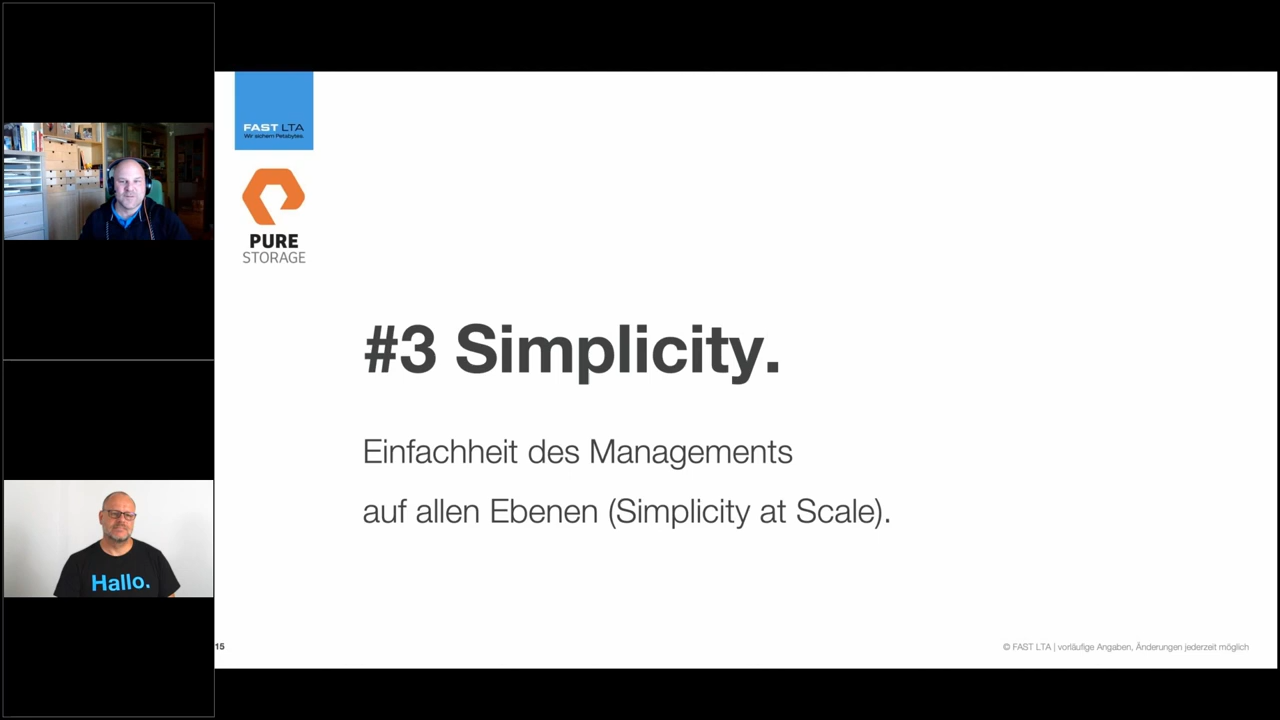 FAST LTA
Wir sichern Petabytes.
PURE
STORAGE
#3 Simplicity.
Einfachheit des Managements
auf allen Ebenen (Simplicity at Scale).
Hallo.
15
© FAST LTA | vorläufige Angaben, Änderungen jederzeit möglich